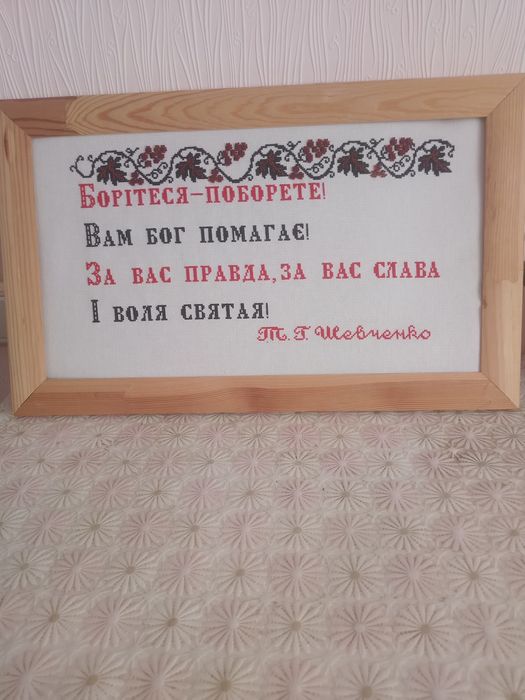 Борітеся–поборете!
Вам бог помагає!
За вас правда, за вас слава
І воля святая!
Т. Г. Шевченко